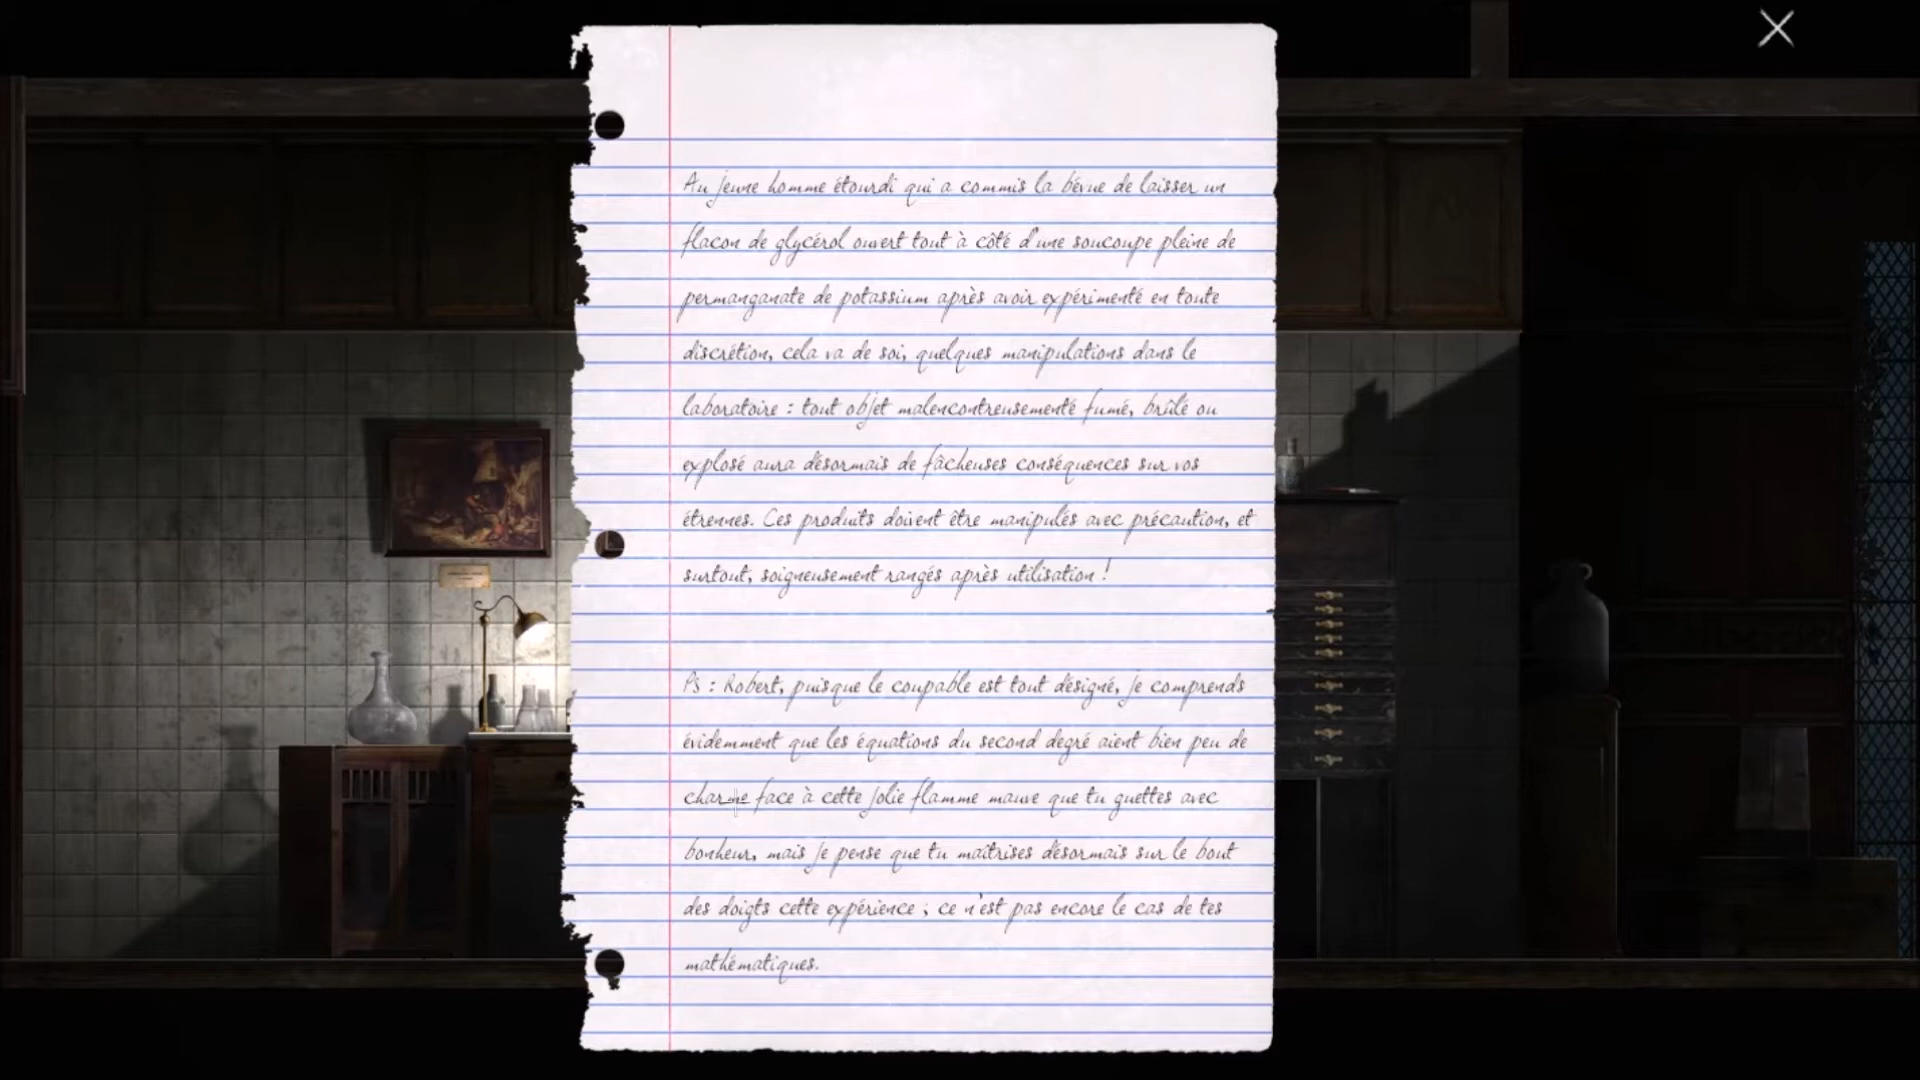 Au jeune homme étourdi qui a commis la bévue de laisser un
flacon de glycérol ouvert tout à côté d'une soucoupe pleine de
permanganate de potassium après avoir expérimenté en toute
discrétion, cela va de soi, quelques manipulations dans le
laboratoire : tout objet malencontreusementé fumé, brûlé ou
explosé aura désormais de fâcheuses conséquences sur vos
étrennes. Ces produits doivent être manipulés avec précaution, et
surtout, soigneusement rangés après utilisation !
Ps : Robert, puisque le coupable est tout désigné, je comprends
évidemment que les équations du second degré aient bien peu de
charme face à cette jolie flamme mauve que tu guettes avec
bonheur, mais je pense que tu maîtrises désormais sur le bout
des doigts cette expérience ; ce n'est pas encore le cas de tes
mathématiques.